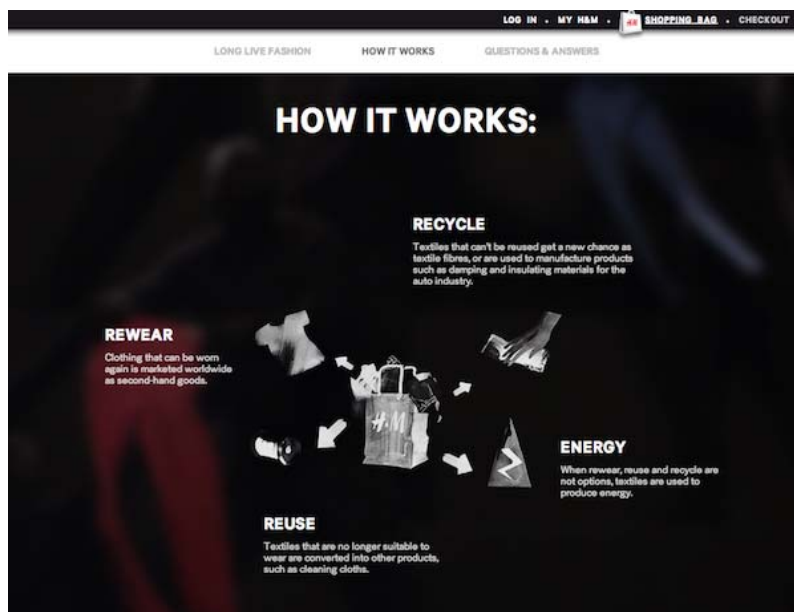 LOG IN . MY H&M . H&M SHOPPING BAG . CHECKOUT
LONG LIVE FASHION HOW IT WORKS QUESTIONS & ANSWERS
HOW IT WORKS:
RECYCLE
Textiles that can't be reused get a new chance as
textile fibres, or are used to manufacture products
such as damping and insulating materials for the
auto industry.
REWEAR
Clothing that can be worn
again is marketed worldwide
as second-hand goods.
H&M
ENERGY
When rewear, reuse and recycle are
not options, textiles are used to
produce energy.
REUSE
Textiles that are no longer suitable to
wear are converted into other products,
such as cleaning cloths.